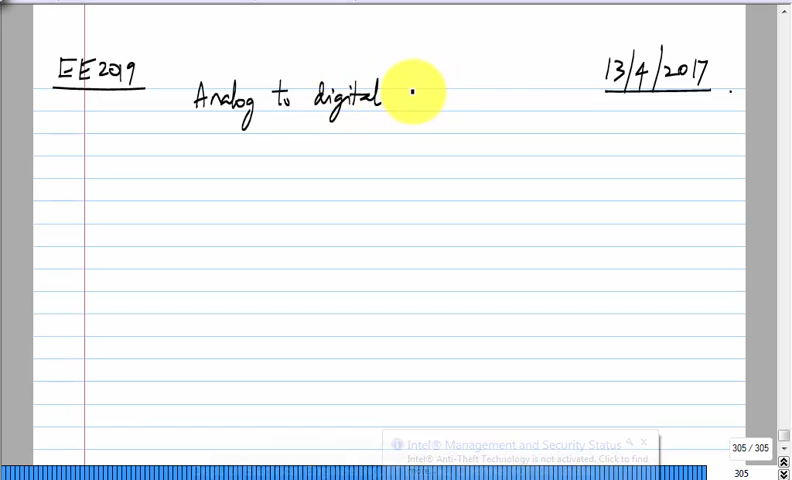 EE2019
13/4/2017
Analog to digital
Intel® Management and Security Status
Intel® Anti-Theft Technology is not activated. Click to find
more...
305 / 305
305